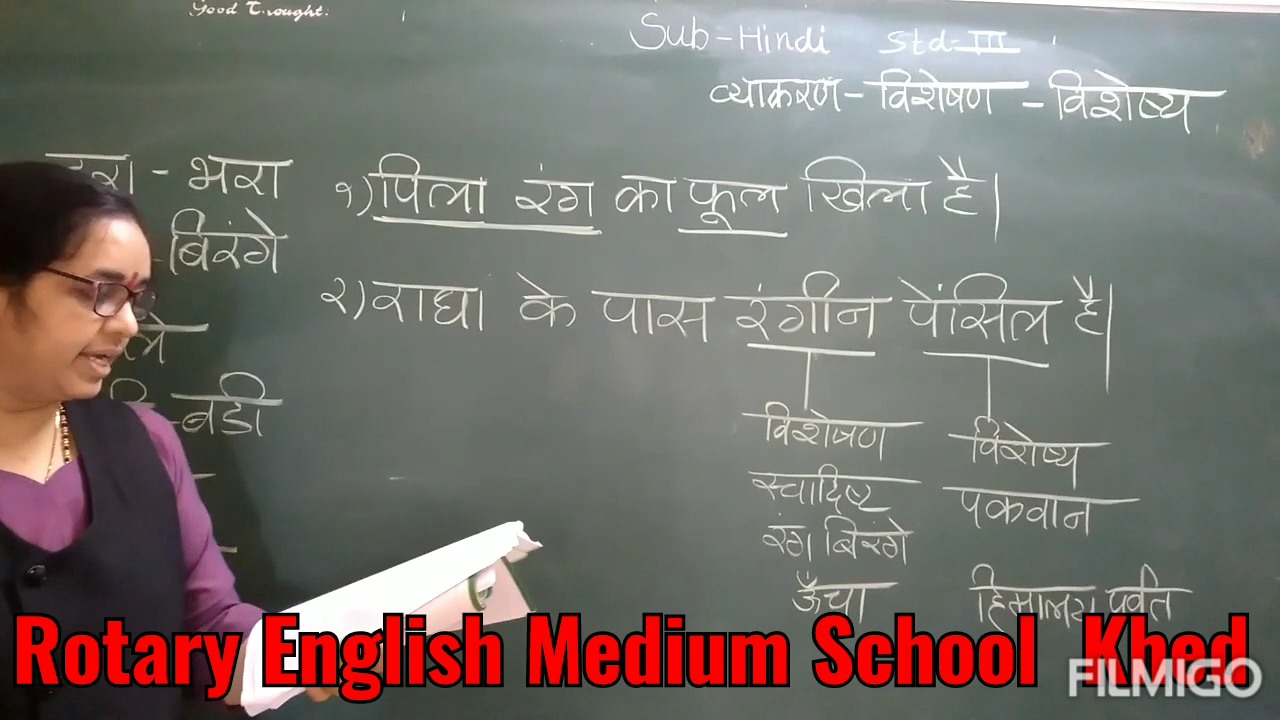 Good Thought:
Sub-Hindi Std-III
व्याकरण - विशेषण - विशेष्य
हरा - भरा
बिरंगे
बडी
१) पिला रंग का फूल खिला है।
२) राधा के पास रंगीन पेंसिल है।
विशेषण विशेष्य
स्वादिष्ट पकवान
रंग बिरंगे
ऊँचा हिमालय पर्वत
Rotary English Medium School Khed
FILMIGO